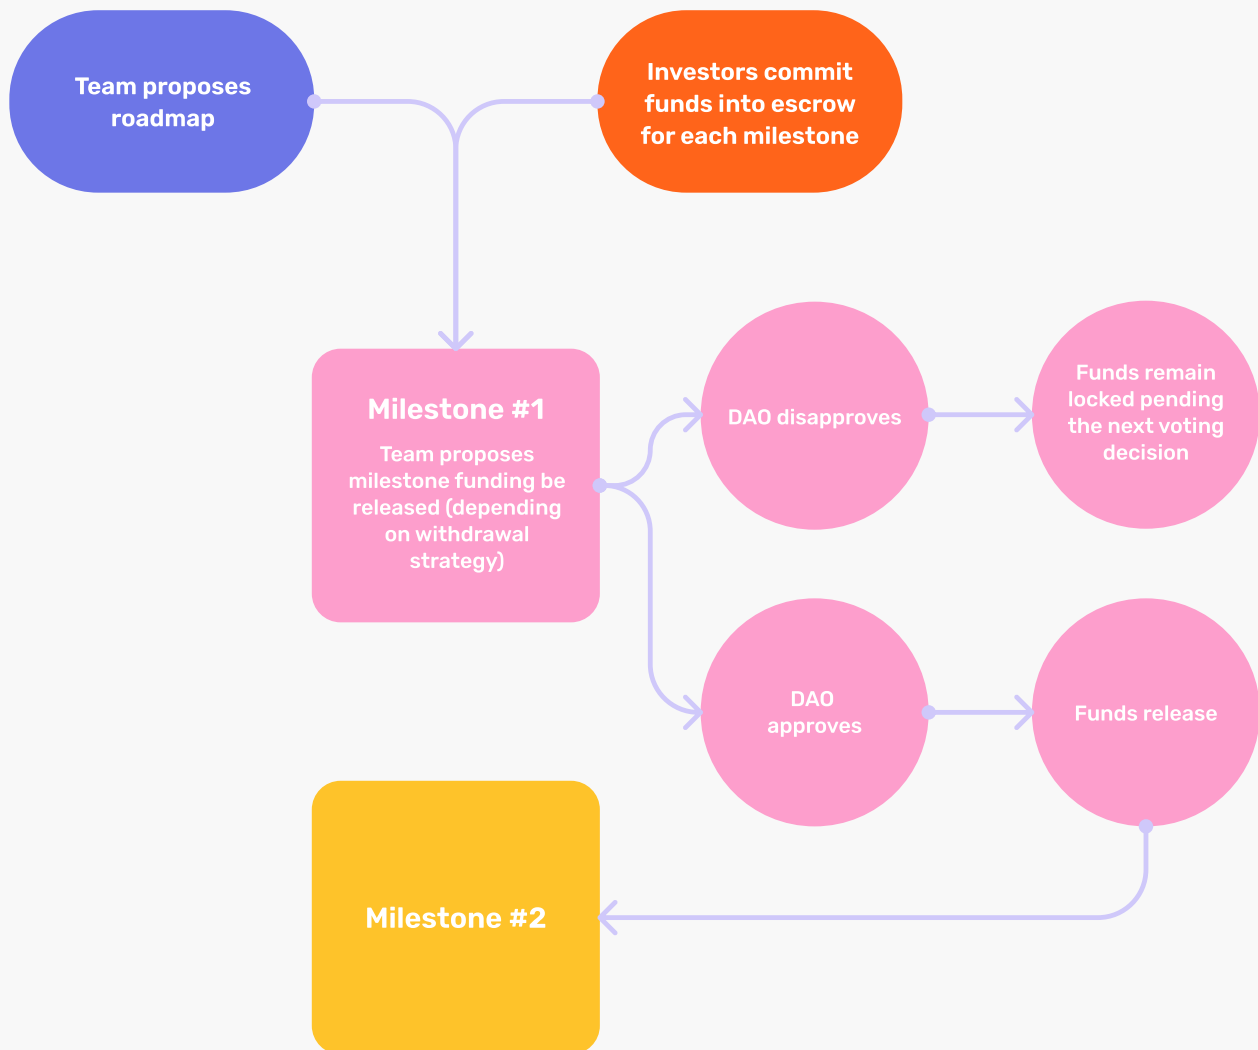 Team proposes
roadmap
Investors commit
funds into escrow
for each milestone
Milestone #1
Team proposes
milestone funding be
released (depending
on withdrawal
strategy)
DAO disapproves
Funds remain
locked pending
the next voting
decision
DAO
approves
Funds release
Milestone #2